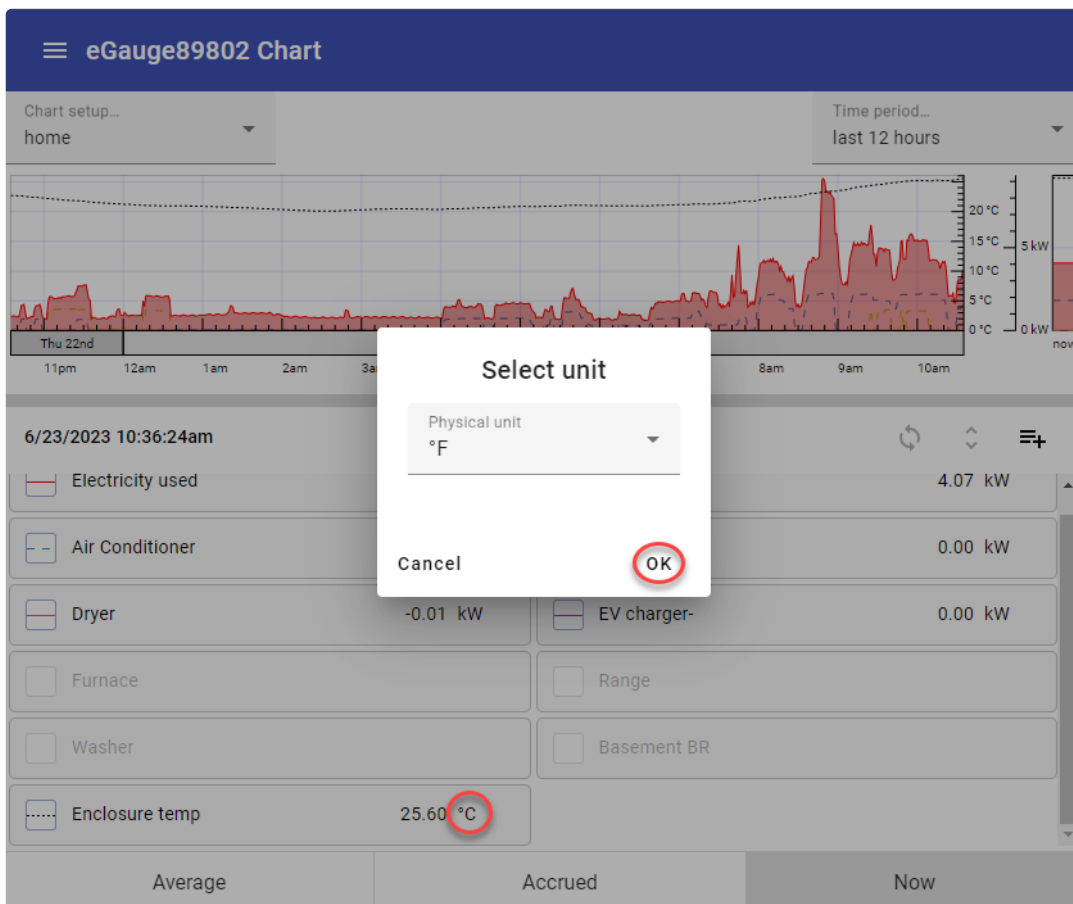 eGauge89802 Chart
Chart setup...
home
Time period...
last 12 hours
20 °C
15 °C
10 °C
5 °C
0 °C
5 kW
0 kW
Thu 22nd
now
11pm 12am 1am 2am 8am 9am 10am
Select unit
Physical unit
°F
Cancel OK
6/23/2023 10:36:24am
Electricity used
4.07 kW
Air Conditioner
0.00 kW
Dryer -0.01 kW
EV charger- 0.00 kW
Furnace
Range
Washer
Basement BR
Enclosure temp 25.60 °C
Average Accrued Now